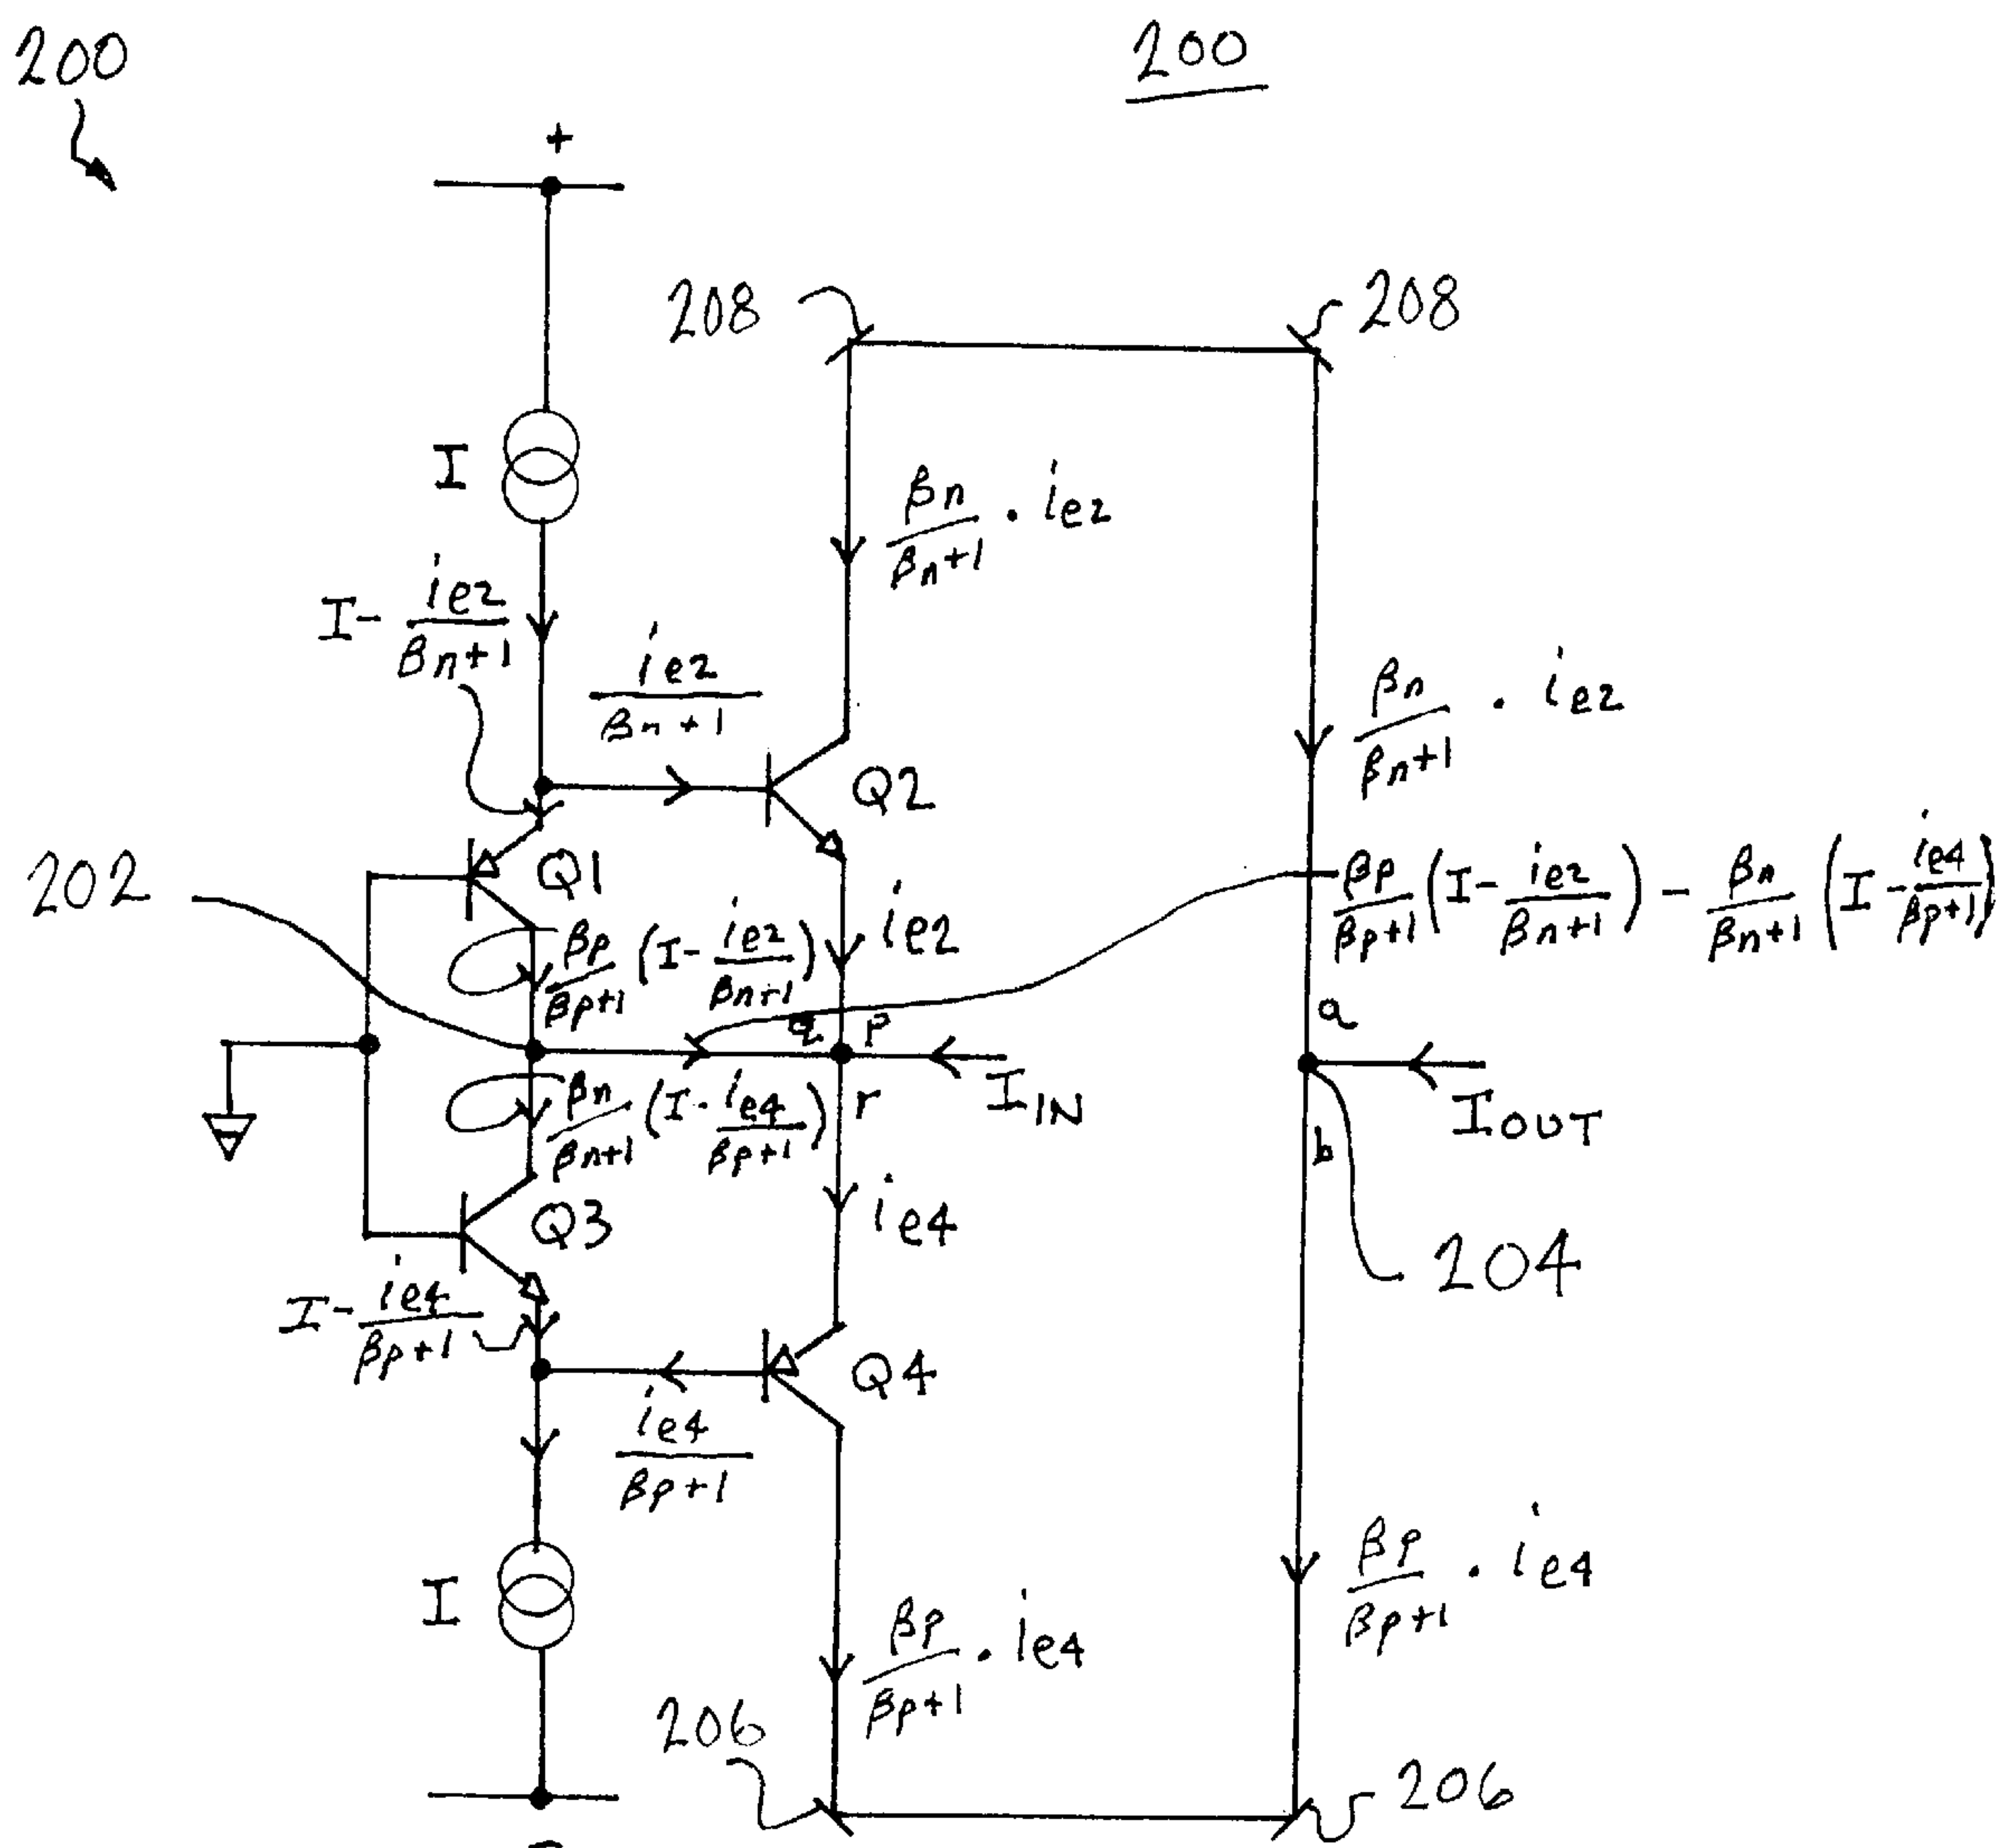 200
200
+
208
208
I
βn/βn+1 · ie2
I - ie2/βn+1
ie2/βn+1
βn/βn+1 · ie2
Q2
202
Q1
βp/βp+1 (I - ie2/βn+1)
ie2
βp/βp+1 (I - ie2/βn+1) - βn/βn+1 (I - ie4/βp+1)
q
p
a
βn/βn+1 (I - ie4/βp+1)
r
IIN
IOUT
b
ie4
Q3
204
I - ie4/βp+1
Q4
ie4/βp+1
I
βp/βp+1 · ie4
βp/βp+1 · ie4
206
206